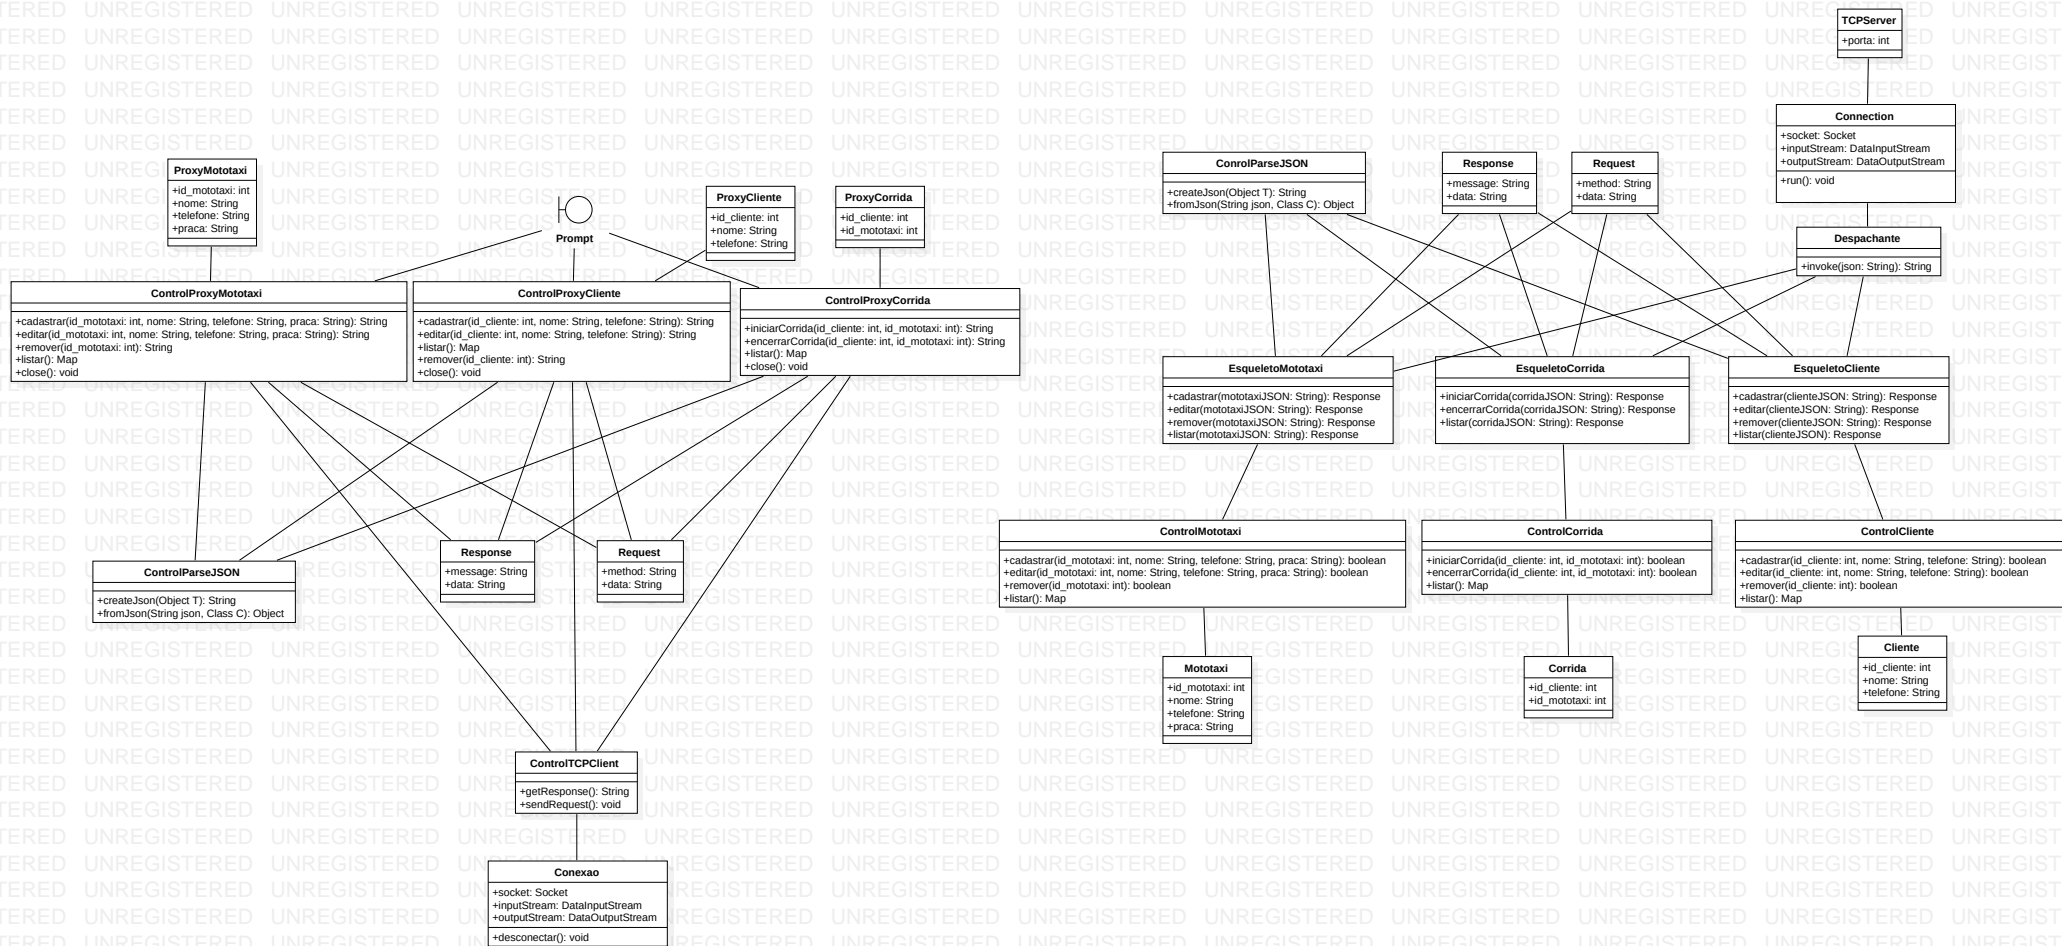 ProxyMototaxi
+id_mototaxi: int
+nome: String
+telefone: String
+praca: String
Prompt
ProxyCliente
+id_cliente: int
+nome: String
+telefone: String
ProxyCorrida
+id_cliente: int
+id_mototaxi: int
ControlProxyMototaxi
+cadastrar(id_mototaxi: int, nome: String, telefone: String, praca: String): String
+editar(id_mototaxi: int, nome: String, telefone: String, praca: String): String
+remover(id_mototaxi: int): String
+listar(): Map
+close(): void
ControlProxyCliente
+cadastrar(id_cliente: int, nome: String, telefone: String): String
+editar(id_cliente: int, nome: String, telefone: String): String
+listar(): Map
+remover(id_cliente: int): String
+close(): void
ControlProxyCorrida
+iniciarCorrida(id_cliente: int, id_mototaxi: int): String
+encerrarCorrida(id_cliente: int, id_mototaxi: int): String
+listar(): Map
+close(): void
ControlParseJSON
+createJson(Object T): String
+fromJson(String json, Class C): Object
Response
+message: String
+data: String
Request
+method: String
+data: String
ControlTCPClient
+getResponse(): String
+sendRequest(): void
Conexao
+socket: Socket
+inputStream: DataInputStream
+outputStream: DataOutputStream
+desconectar(): void
TCPServer
+porta: int
Connection
+socket: Socket
+inputStream: DataInputStream
+outputStream: DataOutputStream
+run(): void
Despachante
+invoke(json: String): String
ConrolParseJSON
+createJson(Object T): String
+fromJson(String json, Class C): Object
Response
+message: String
+data: String
Request
+method: String
+data: String
EsqueletoMototaxi
+cadastrar(mototaxiJSON: String): Response
+editar(mototaxiJSON: String): Response
+remover(mototaxiJSON: String): Response
+listar(mototaxiJSON: String): Response
EsqueletoCorrida
+iniciarCorrida(corridaJSON: String): Response
+encerrarCorrida(corridaJSON: String): Response
+listar(corridaJSON: String): Response
EsqueletoCliente
+cadastrar(clienteJSON: String): Response
+editar(clienteJSON: String): Response
+remover(clienteJSON: String): Response
+listar(clienteJSON): Response
ControlMototaxi
+cadastrar(id_mototaxi: int, nome: String, telefone: String, praca: String): boolean
+editar(id_mototaxi: int, nome: String, telefone: String, praca: String): boolean
+remover(id_mototaxi: int): boolean
+listar(): Map
ControlCorrida
+iniciarCorrida(id_cliente: int, id_mototaxi: int): boolean
+encerrarCorrida(id_cliente: int, id_mototaxi: int): boolean
+listar(): Map
ControlCliente
+cadastrar(id_cliente: int, nome: String, telefone: String): boolean
+editar(id_cliente: int, nome: String, telefone: String): boolean
+remover(id_cliente: int): boolean
+listar(): Map
Mototaxi
+id_mototaxi: int
+nome: String
+telefone: String
+praca: String
Corrida
+id_cliente: int
+id_mototaxi: int
Cliente
+id_cliente: int
+nome: String
+telefone: String
UNREGISTERED